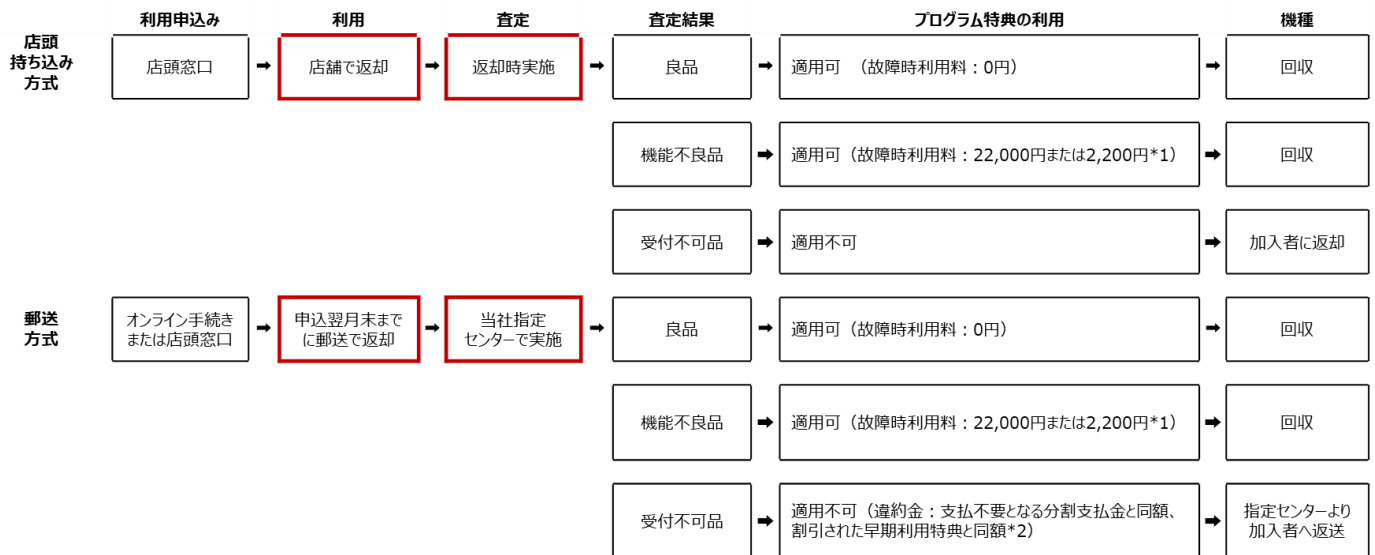 利用申込み 利用 査定 査定結果 プログラム特典の利用 機種
店頭
持ち込み
方式
店頭窓口 ➡ 店舗で返却 ➡ 返却時実施 ➡ 良品 ➡ 適用可 （故障時利用料：0円） ➡ 回収
機能不良品 ➡ 適用可（故障時利用料：22,000円または2,200円*1） ➡ 回収
受付不可品 ➡ 適用不可 ➡ 加入者に返却
郵送
方式
オンライン手続き
または店頭窓口
➡
申込翌月末まで
に郵送で返却
➡
当社指定
センターで実施
➡ 良品 ➡ 適用可（故障時利用料：0円） ➡ 回収
機能不良品 ➡ 適用可（故障時利用料：22,000円または2,200円*1） ➡ 回収
受付不可品 ➡
適用不可（違約金：支払不要となる分割支払金と同額、
割引された早期利用特典と同額*2）
➡
指定センターより
加入者へ返送